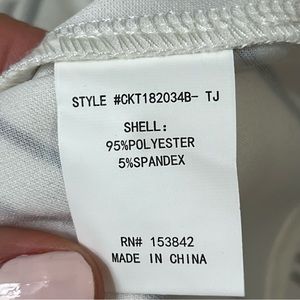 STYLE #CKT182034B- TJ
SHELL:
95%POLYESTER
5%SPANDEX
RN# 153842
MADE IN CHINA